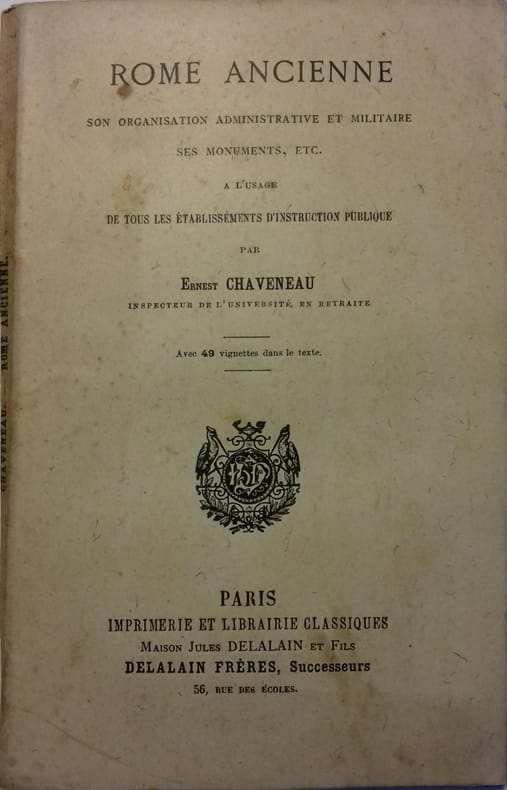 ROME ANCIENNE
SON ORGANISATION ADMINISTRATIVE ET MILITAIRE
SES MONUMENTS, ETC.
A L'USAGE
DE TOUS LES ÉTABLISSEMENTS D'INSTRUCTION PUBLIQUE
PAR
ERNEST CHAVENEAU
INSPECTEUR DE L'UNIVERSITÉ, EN RETRAITE
Avec 49 vignettes dans le texte.
PARIS
IMPRIMERIE ET LIBRAIRIE CLASSIQUES
MAISON JULES DELALAIN ET FILS
DELALAIN FRÈRES, Successeurs
56, RUE DES ÉCOLES.
CHAVENEAU. ROME ANCIENNE.